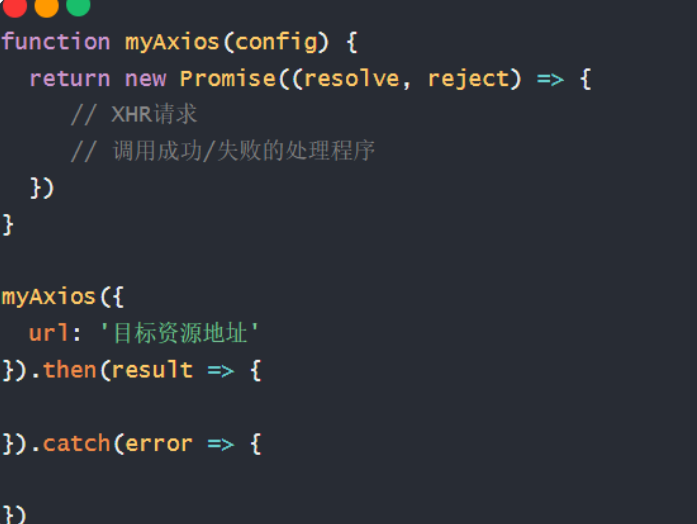 function myAxios(config) {
return new Promise((resolve, reject) => {
// XHR请求
// 调用成功/失败的处理程序
})
}
myAxios({
url: '目标资源地址'
}).then(result => {
}).catch(error => {
})